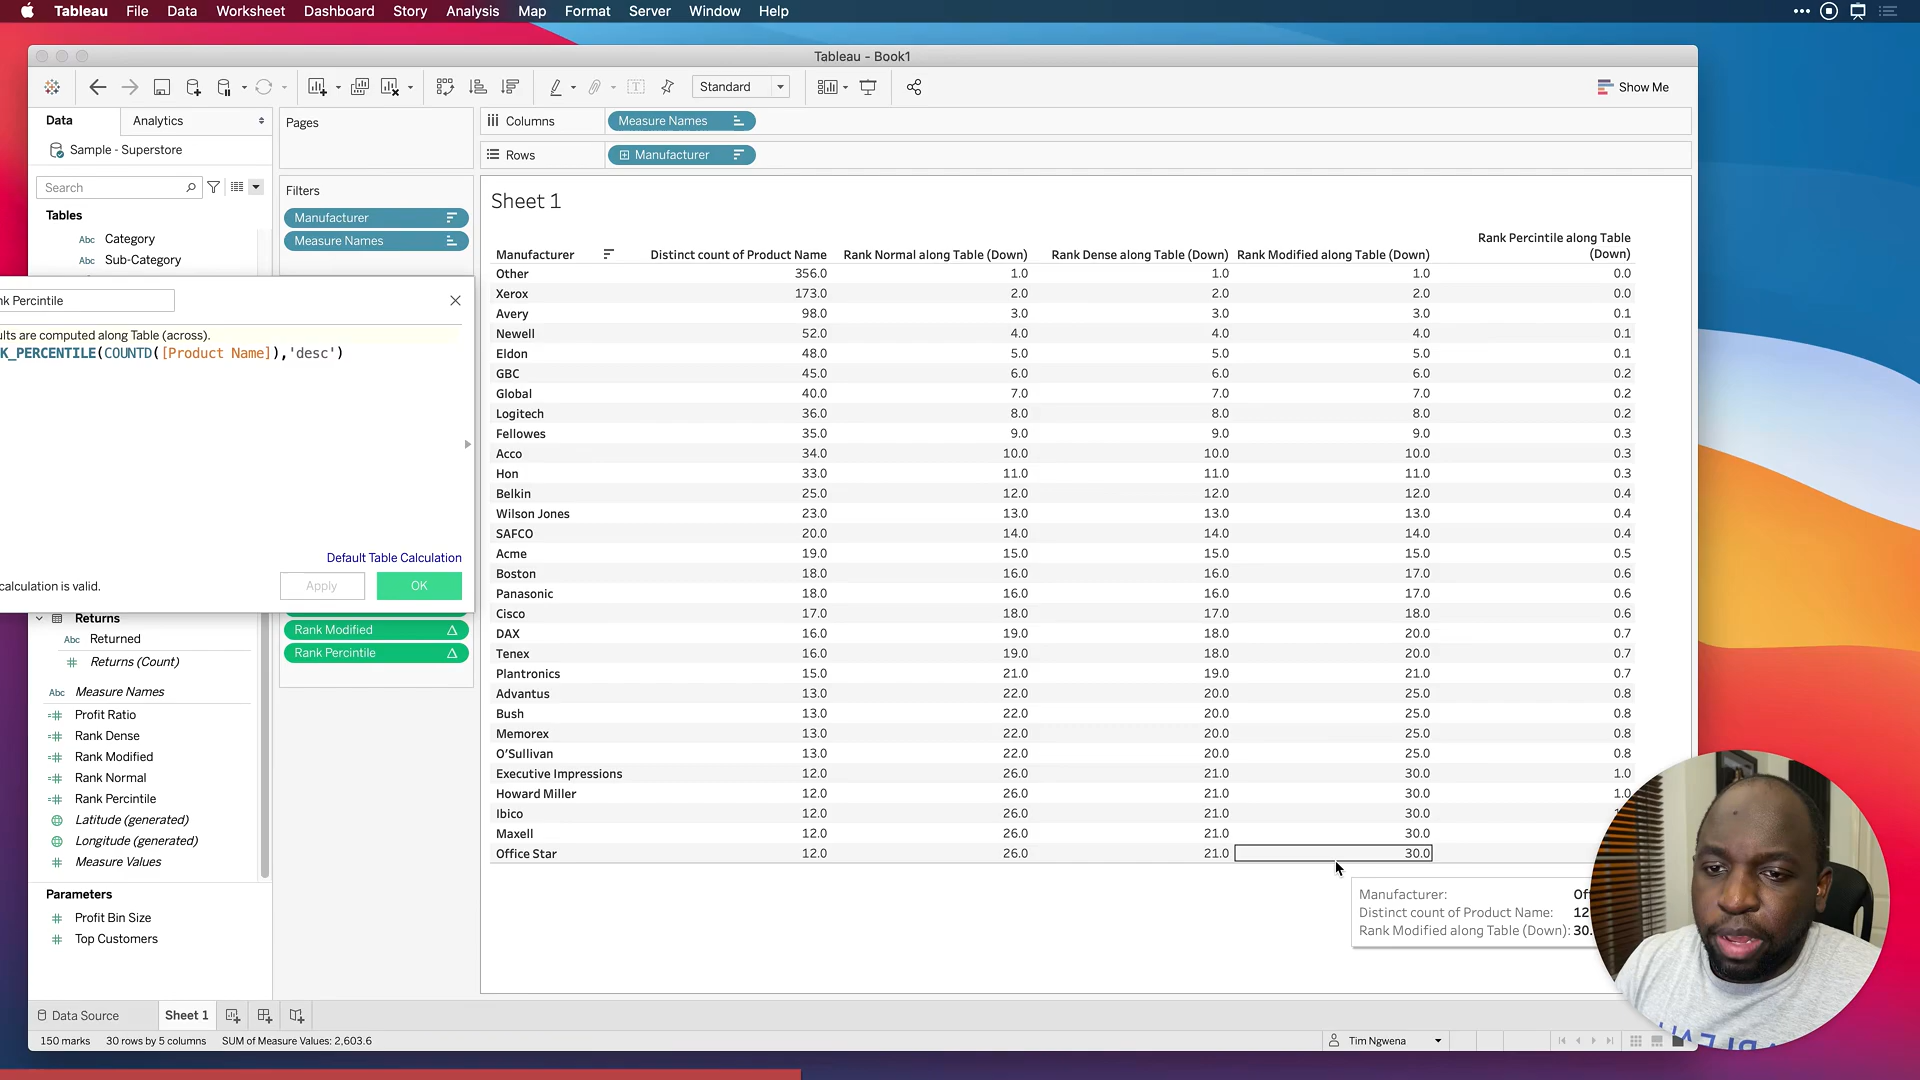 Tableau File Data Worksheet Dashboard Story Analysis Map Format Server Window Help
Tableau - Book1
Standard
Show Me
Data
Analytics
Sample - Superstore
Search
Tables
Abc Category
Abc Sub-Category
Pages
Filters
Manufacturer
Measure Names
Columns
Measure Names
Rows
Manufacturer
nk Percintile
ults are computed along Table (across).
K_PERCENTILE(COUNTD([Product Name]),'desc')
Default Table Calculation
calculation is valid.
Apply
OK
Rank Modified
Rank Percintile
Returns
Abc Returned
Returns (Count)
Abc Measure Names
Profit Ratio
Rank Dense
Rank Modified
Rank Normal
Rank Percintile
Latitude (generated)
Longitude (generated)
Measure Values
Parameters
Profit Bin Size
Top Customers
Sheet 1
Manufacturer Distinct count of Product Name Rank Normal along Table (Down) Rank Dense along Table (Down) Rank Modified along Table (Down) Rank Percintile along Table (Down)
Other 356.0 1.0 1.0 1.0 0.0
Xerox 173.0 2.0 2.0 2.0 0.0
Avery 98.0 3.0 3.0 3.0 0.1
Newell 52.0 4.0 4.0 4.0 0.1
Eldon 48.0 5.0 5.0 5.0 0.1
GBC 45.0 6.0 6.0 6.0 0.2
Global 40.0 7.0 7.0 7.0 0.2
Logitech 36.0 8.0 8.0 8.0 0.2
Fellowes 35.0 9.0 9.0 9.0 0.3
Acco 34.0 10.0 10.0 10.0 0.3
Hon 33.0 11.0 11.0 11.0 0.3
Belkin 25.0 12.0 12.0 12.0 0.4
Wilson Jones 23.0 13.0 13.0 13.0 0.4
SAFCO 20.0 14.0 14.0 14.0 0.4
Acme 19.0 15.0 15.0 15.0 0.5
Boston 18.0 16.0 16.0 17.0 0.6
Panasonic 18.0 16.0 16.0 17.0 0.6
Cisco 17.0 18.0 17.0 18.0 0.6
DAX 16.0 19.0 18.0 20.0 0.7
Tenex 16.0 19.0 18.0 20.0 0.7
Plantronics 15.0 21.0 19.0 21.0 0.7
Advantus 13.0 22.0 20.0 25.0 0.8
Bush 13.0 22.0 20.0 25.0 0.8
Memorex 13.0 22.0 20.0 25.0 0.8
O'Sullivan 13.0 22.0 20.0 25.0 0.8
Executive Impressions 12.0 26.0 21.0 30.0 1.0
Howard Miller 12.0 26.0 21.0 30.0 1.0
Ibico 12.0 26.0 21.0 30.0
Maxell 12.0 26.0 21.0 30.0
Office Star 12.0 26.0 21.0 30.0
Manufacturer: Of
Distinct count of Product Name: 12
Rank Modified along Table (Down): 30.
Data Source
Sheet 1
150 marks 30 rows by 5 columns SUM of Measure Values: 2,603.6
Tim Ngwena